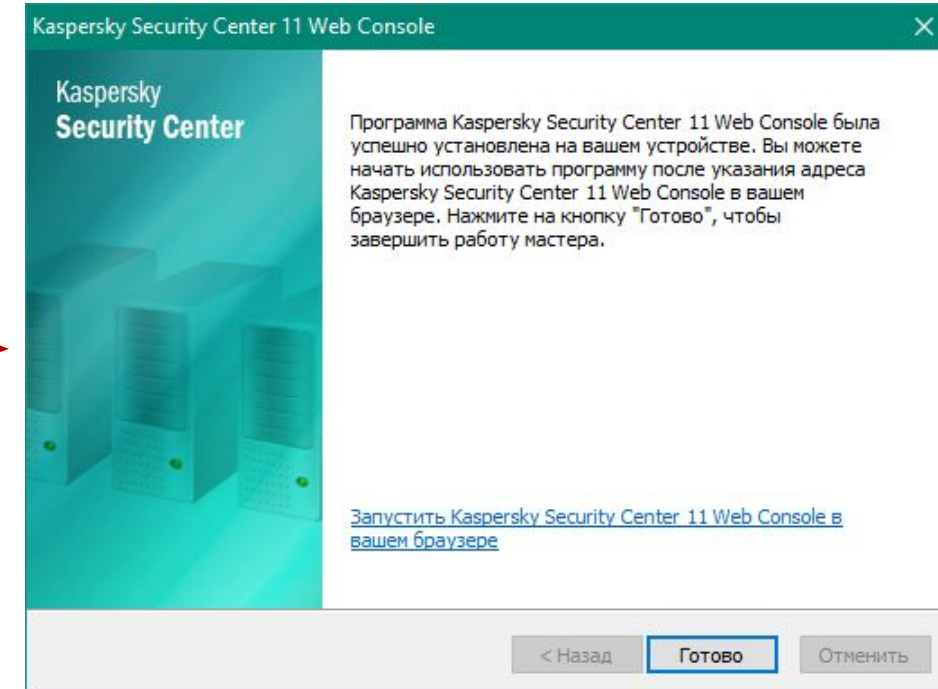 Kaspersky Security Center 11 Web Console
Kaspersky
Security Center
Программа Kaspersky Security Center 11 Web Console была
успешно установлена на вашем устройстве. Вы можете
начать использовать программу после указания адреса
Kaspersky Security Center 11 Web Console в вашем
браузере. Нажмите на кнопку "Готово", чтобы
завершить работу мастера.
Запустить Kaspersky Security Center 11 Web Console в
вашем браузере
< Назад
Готово
Отменить